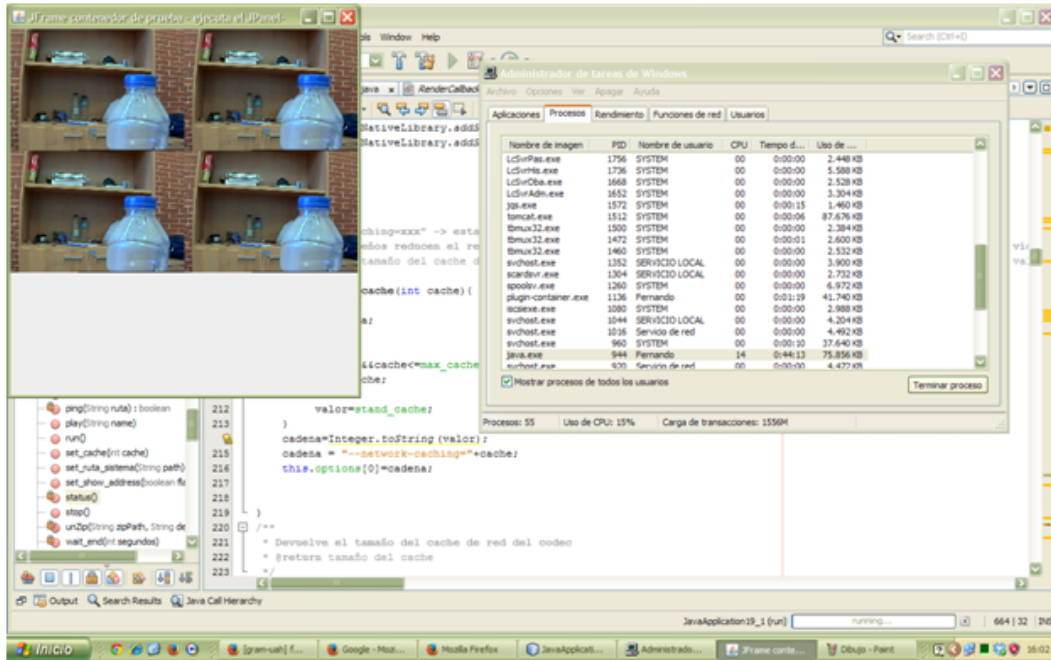 JFrame contenedor de prueba - ejecuta el JPanel-
Window Help
Search (Ctrl+I)
java
RenderCallback
Administrador de tareas de Windows
Archivo Opciones Ver Apagar Ayuda
Aplicaciones Procesos Rendimiento Funciones de red Usuarios
Nombre de imagen PID Nombre de usuario CPU Tiempo d... Uso de ...
LcSvrPas.exe 1756 SYSTEM 00 0:00:00 2.448 KB
LcSvrHis.exe 1736 SYSTEM 00 0:00:00 5.588 KB
LcSvrDba.exe 1668 SYSTEM 00 0:00:00 2.528 KB
LcSvrAdm.exe 1652 SYSTEM 00 0:00:00 3.304 KB
jqs.exe 1572 SYSTEM 00 0:00:15 1.460 KB
tomcat.exe 1512 SYSTEM 00 0:00:06 87.676 KB
tbmux32.exe 1500 SYSTEM 00 0:00:00 2.384 KB
tbmux32.exe 1472 SYSTEM 00 0:00:01 2.600 KB
tbmux32.exe 1460 SYSTEM 00 0:00:00 2.532 KB
svchost.exe 1352 SERVICIO LOCAL 00 0:00:00 3.900 KB
scardsvr.exe 1304 SERVICIO LOCAL 00 0:00:00 2.732 KB
spoolsv.exe 1260 SYSTEM 00 0:00:00 6.972 KB
plugin-container.exe 1136 Fernando 00 0:01:19 41.740 KB
iscsiexe.exe 1080 SYSTEM 00 0:00:00 2.988 KB
svchost.exe 1044 SERVICIO LOCAL 00 0:00:00 4.204 KB
svchost.exe 1016 Servicio de red 00 0:00:00 4.492 KB
svchost.exe 960 SYSTEM 00 0:00:10 37.640 KB
java.exe 944 Fernando 14 0:44:13 75.856 KB
svchost.exe 920 Servicio de red 00 0:00:00 4.472 KB
Mostrar procesos de todos los usuarios
Terminar proceso
Procesos: 55 Uso de CPU: 15% Carga de transacciones: 1556M
NativeLibrary.addS
NativeLibrary.addS
ching=xxx" -> esta
eños reducen el re
tamaño del cache d
cache(int cache){
a;
&&cache<=max_cache
che;
212 valor=stand_cache;
213 }
cadena=Integer.toString(valor);
215 cadena = "--network-caching="+cache;
216 this.options[0]=cadena;
217
218
219 }
220 /**
221 * Devuelve el tamaño del cache de red del codec
222 * @return tamaño del cache
223 */
ping(String ruta) : boolean
play(String name)
run()
set_cache(int cache)
set_ruta_sistema(String path)
set_show_address(boolean fla
status()
stop()
unZip(String zipPath, String de
wait_end(int segundos)
Output Search Results Java Call Hierarchy
JavaApplication19_1 (run) running... 664 | 32 INS
Inicio [gram-uah] f... Google - Mozi... Mozilla Firefox JavaApplicati... Administrado... JFrame conte... Dibujo - Paint 16:02